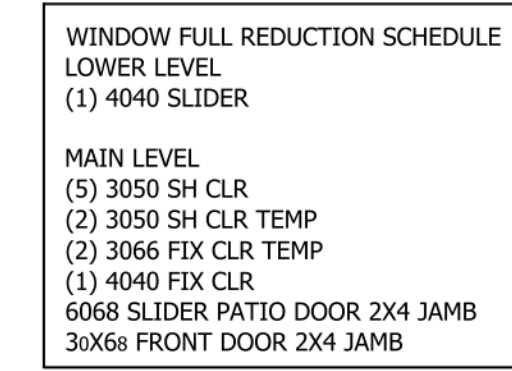 WINDOW FULL REDUCTION SCHEDULE
LOWER LEVEL
(1) 4040 SLIDER
MAIN LEVEL
(5) 3050 SH CLR
(2) 3050 SH CLR TEMP
(2) 3066 FIX CLR TEMP
(1) 4040 FIX CLR
6068 SLIDER PATIO DOOR 2X4 JAMB
30X68 FRONT DOOR 2X4 JAMB